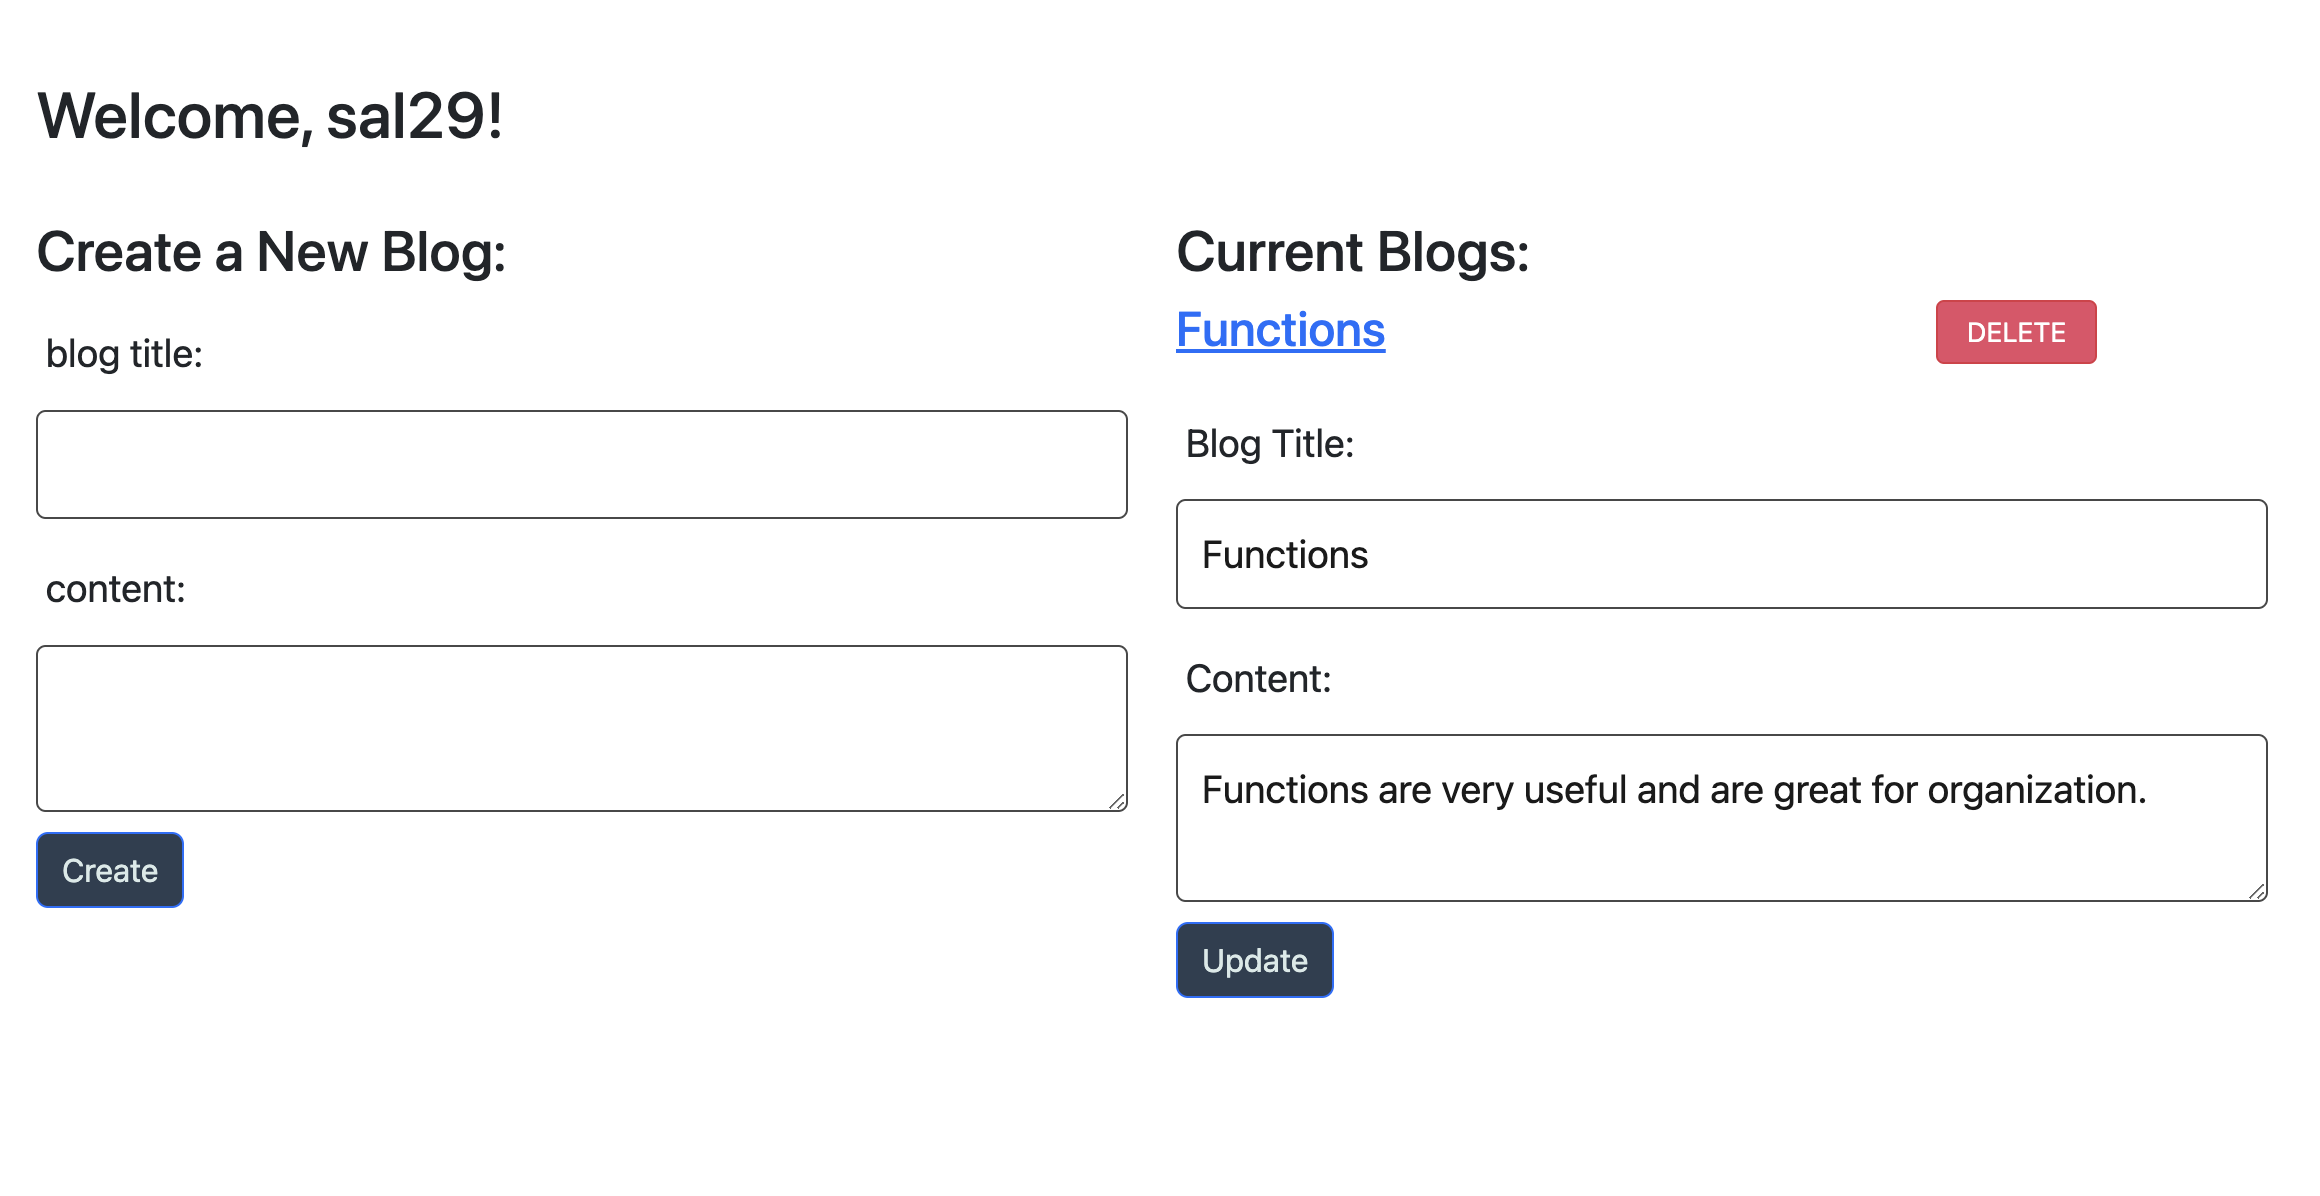 Welcome, sal29!
Create a New Blog:
blog title:
content:
Create
Current Blogs:
Functions
DELETE
Blog Title:
Functions
Content:
Functions are very useful and are great for organization.
Update